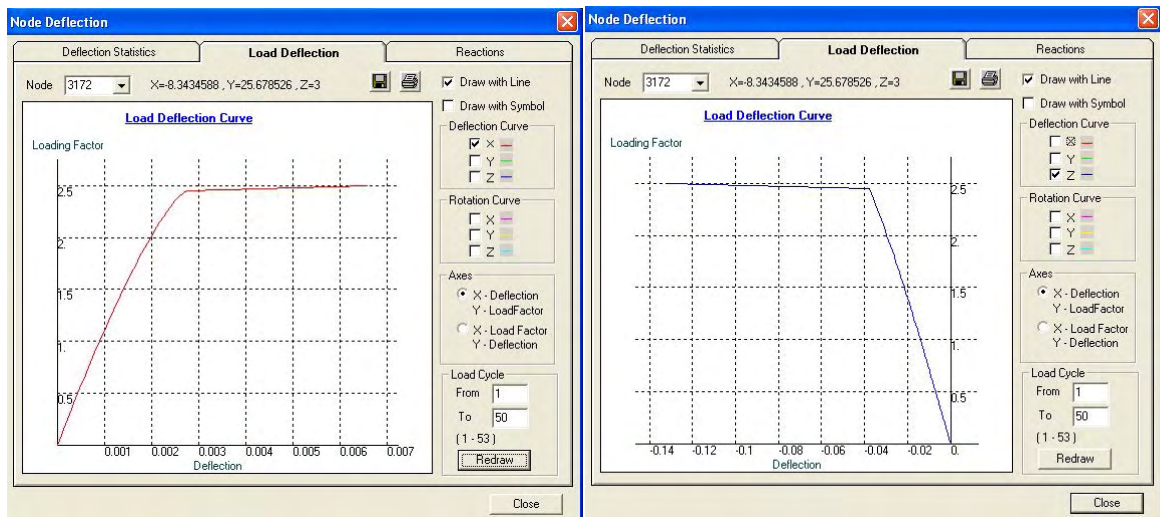 Node Deflection
Deflection Statistics Load Deflection Reactions
Node 3172 X=-8.3434588 , Y=25.678526 , Z=3
Draw with Line
Draw with Symbol
Load Deflection Curve
Loading Factor
2.5
2.
1.5
1.
0.5
0.001 0.002 0.003 0.004 0.005 0.006 0.007
Deflection
Deflection Curve
X
Y
Z
Rotation Curve
X
Y
Z
Axes
X - Deflection
Y - LoadFactor
X - Load Factor
Y - Deflection
Load Cycle
From 1
To 50
( 1 - 53 )
Redraw
Close
Node Deflection
Deflection Statistics Load Deflection Reactions
Node 3172 X=-8.3434588 , Y=25.678526 , Z=3
Draw with Line
Draw with Symbol
Load Deflection Curve
Loading Factor
2.5
2.
1.5
1.
0.5
-0.14 -0.12 -0.1 -0.08 -0.06 -0.04 -0.02 0.
Deflection
Deflection Curve
X
Y
Z
Rotation Curve
X
Y
Z
Axes
X - Deflection
Y - LoadFactor
X - Load Factor
Y - Deflection
Load Cycle
From 1
To 50
( 1 - 53 )
Redraw
Close